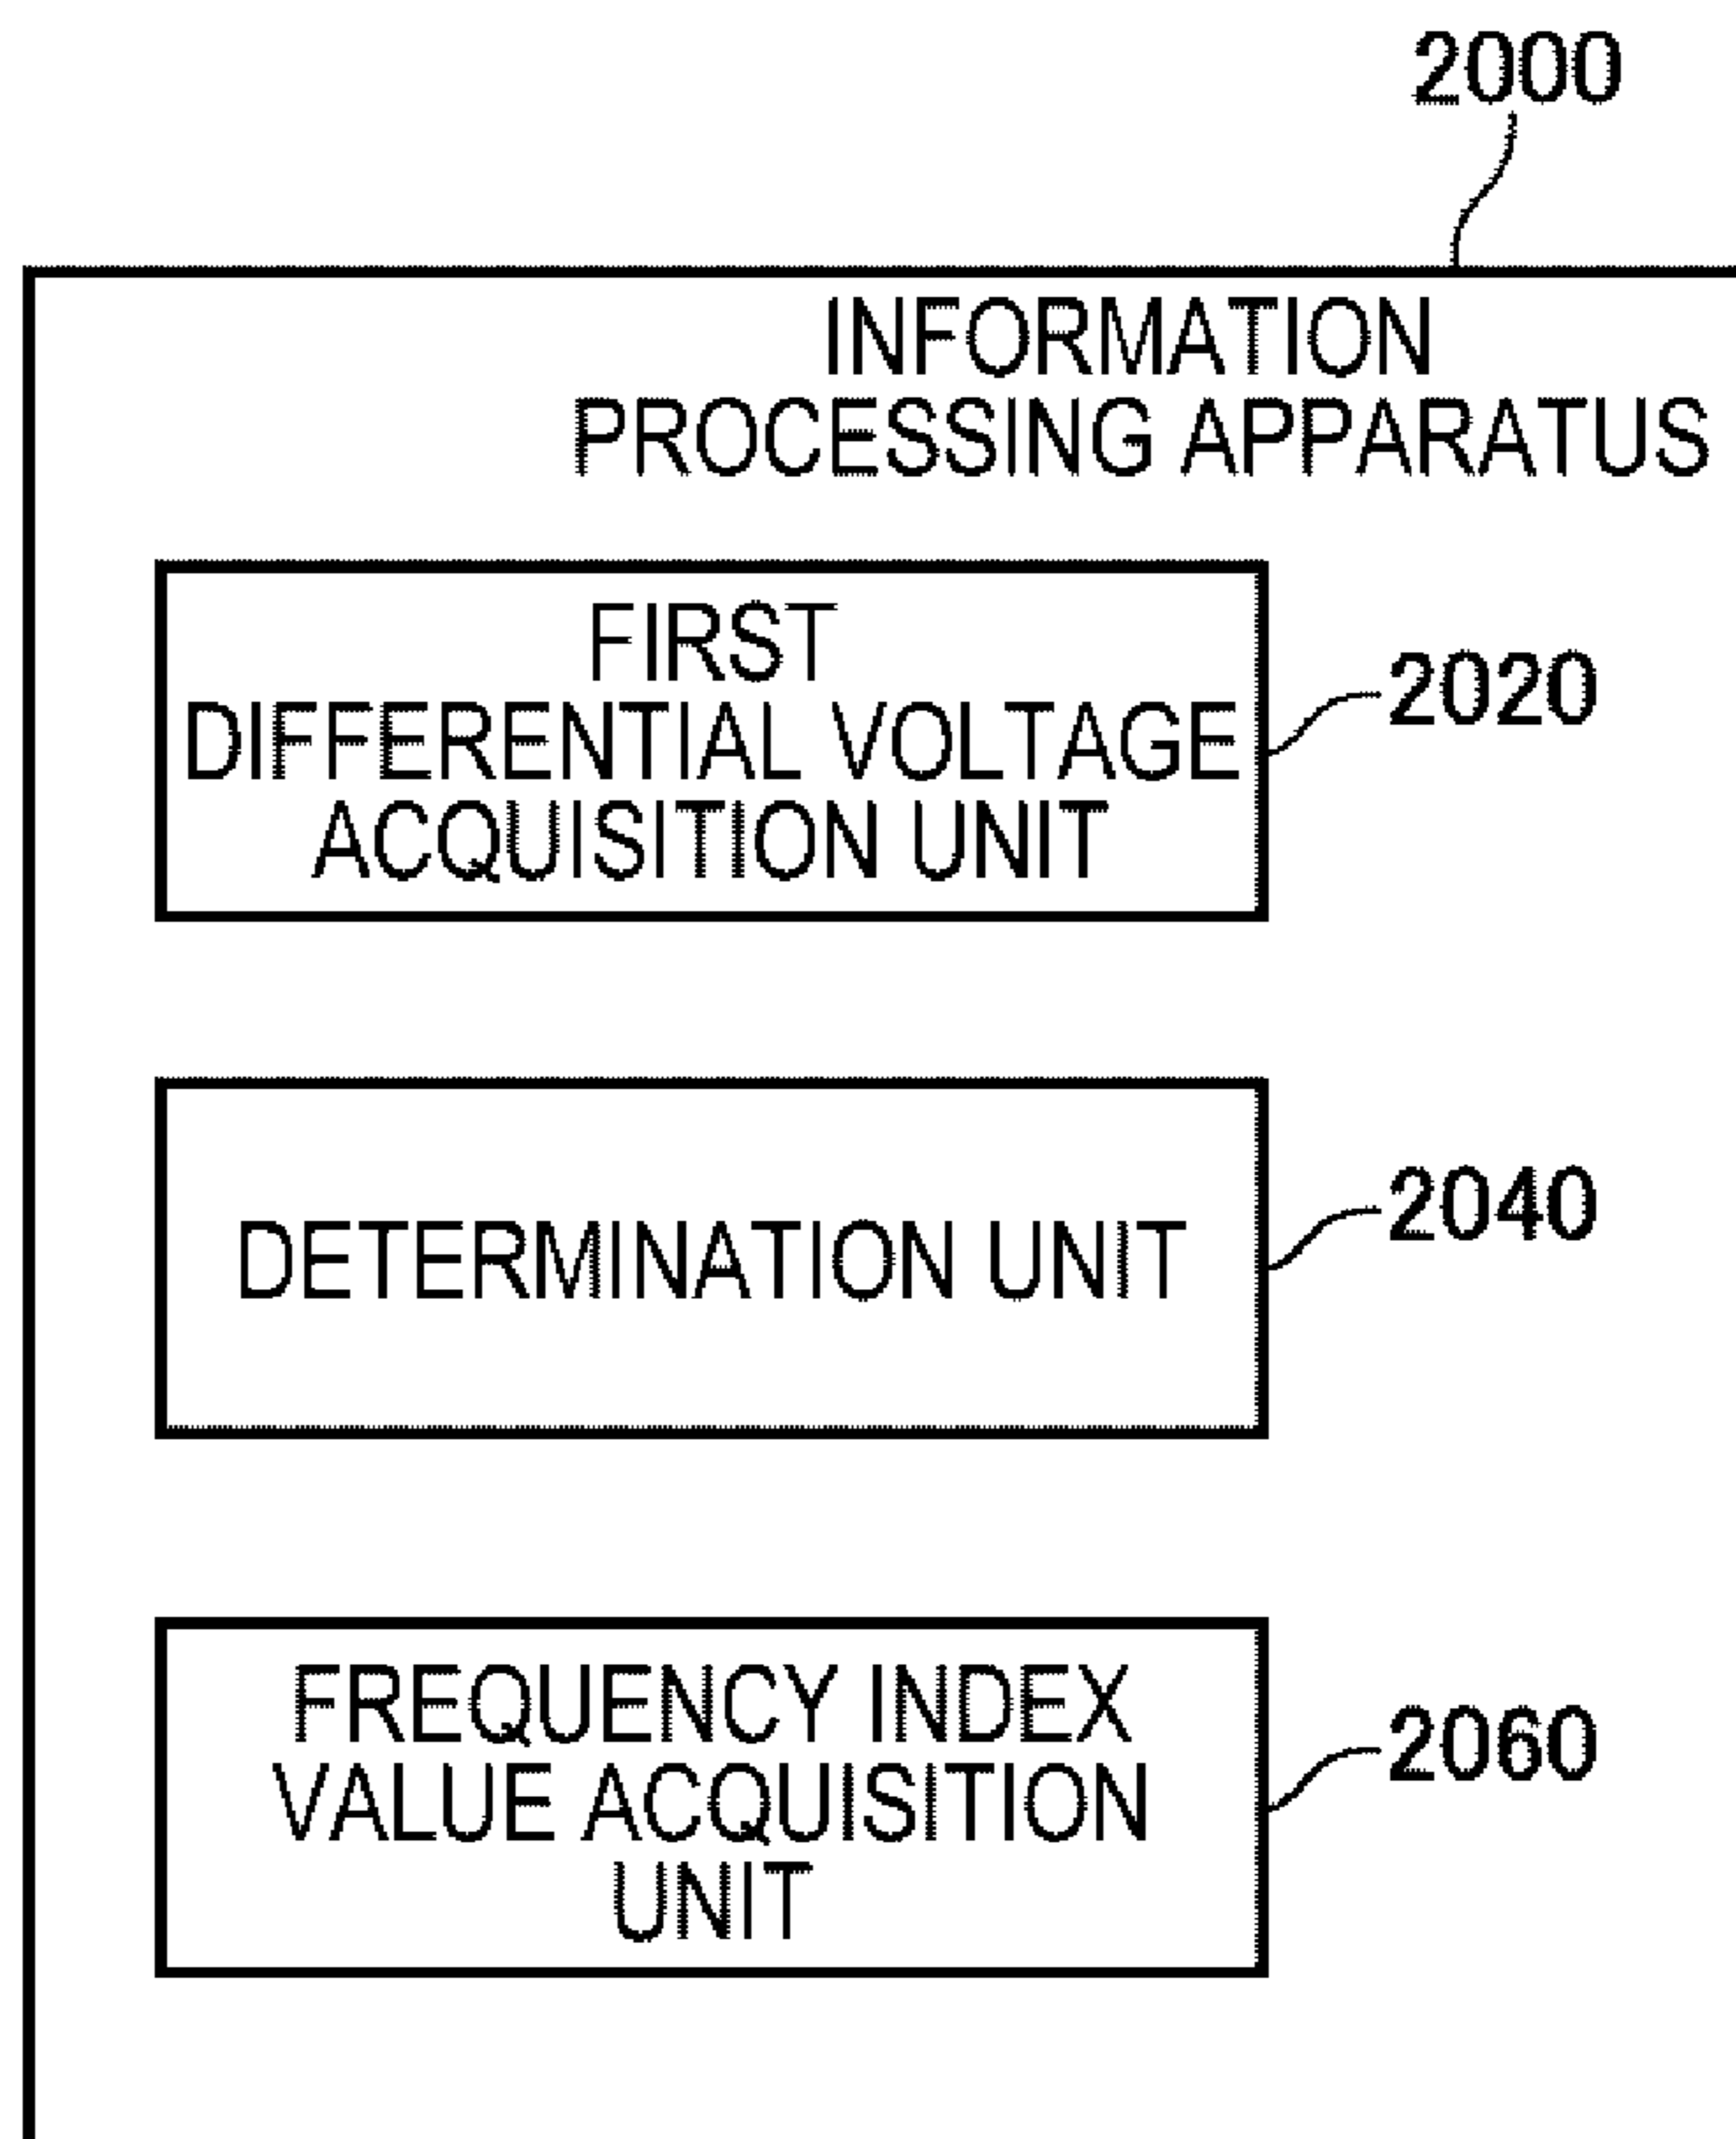 2000
INFORMATION
PROCESSING APPARATUS
FIRST
DIFFERENTIAL VOLTAGE
ACQUISITION UNIT
2020
DETERMINATION UNIT
2040
FREQUENCY INDEX
VALUE ACQUISITION
UNIT
2060